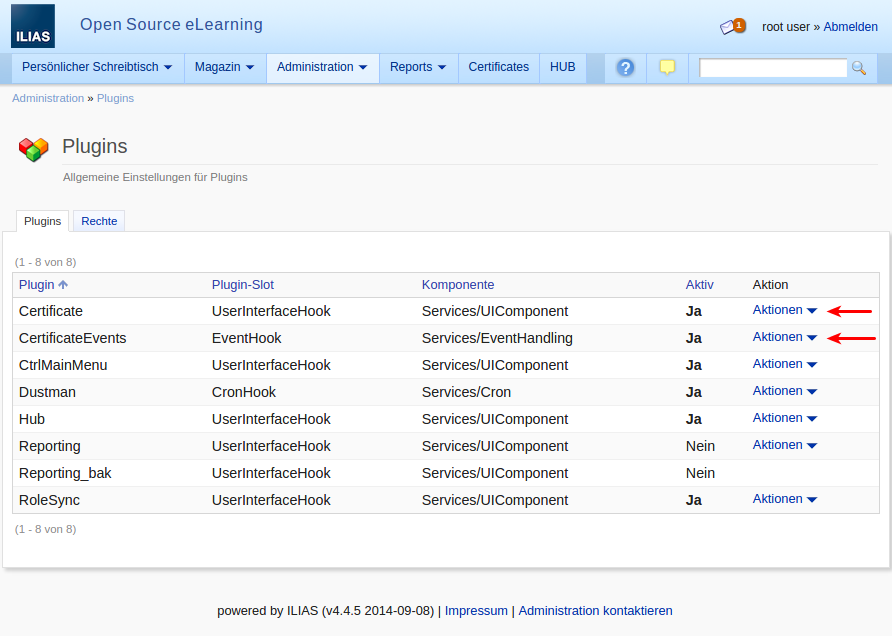 ILIAS
Open Source eLearning
1
root user » Abmelden
Persönlicher Schreibtisch Magazin Administration Reports Certificates HUB ?
Administration » Plugins
Plugins
Allgemeine Einstellungen für Plugins
Plugins Rechte
(1 - 8 von 8)
Plugin Plugin-Slot Komponente Aktiv Aktion
Certificate UserInterfaceHook Services/UIComponent Ja Aktionen
CertificateEvents EventHook Services/EventHandling Ja Aktionen
CtrlMainMenu UserInterfaceHook Services/UIComponent Ja Aktionen
Dustman CronHook Services/Cron Ja Aktionen
Hub UserInterfaceHook Services/UIComponent Ja Aktionen
Reporting UserInterfaceHook Services/UIComponent Nein Aktionen
Reporting_bak UserInterfaceHook Services/UIComponent Nein
RoleSync UserInterfaceHook Services/UIComponent Ja Aktionen
(1 - 8 von 8)
powered by ILIAS (v4.4.5 2014-09-08) | Impressum | Administration kontaktieren